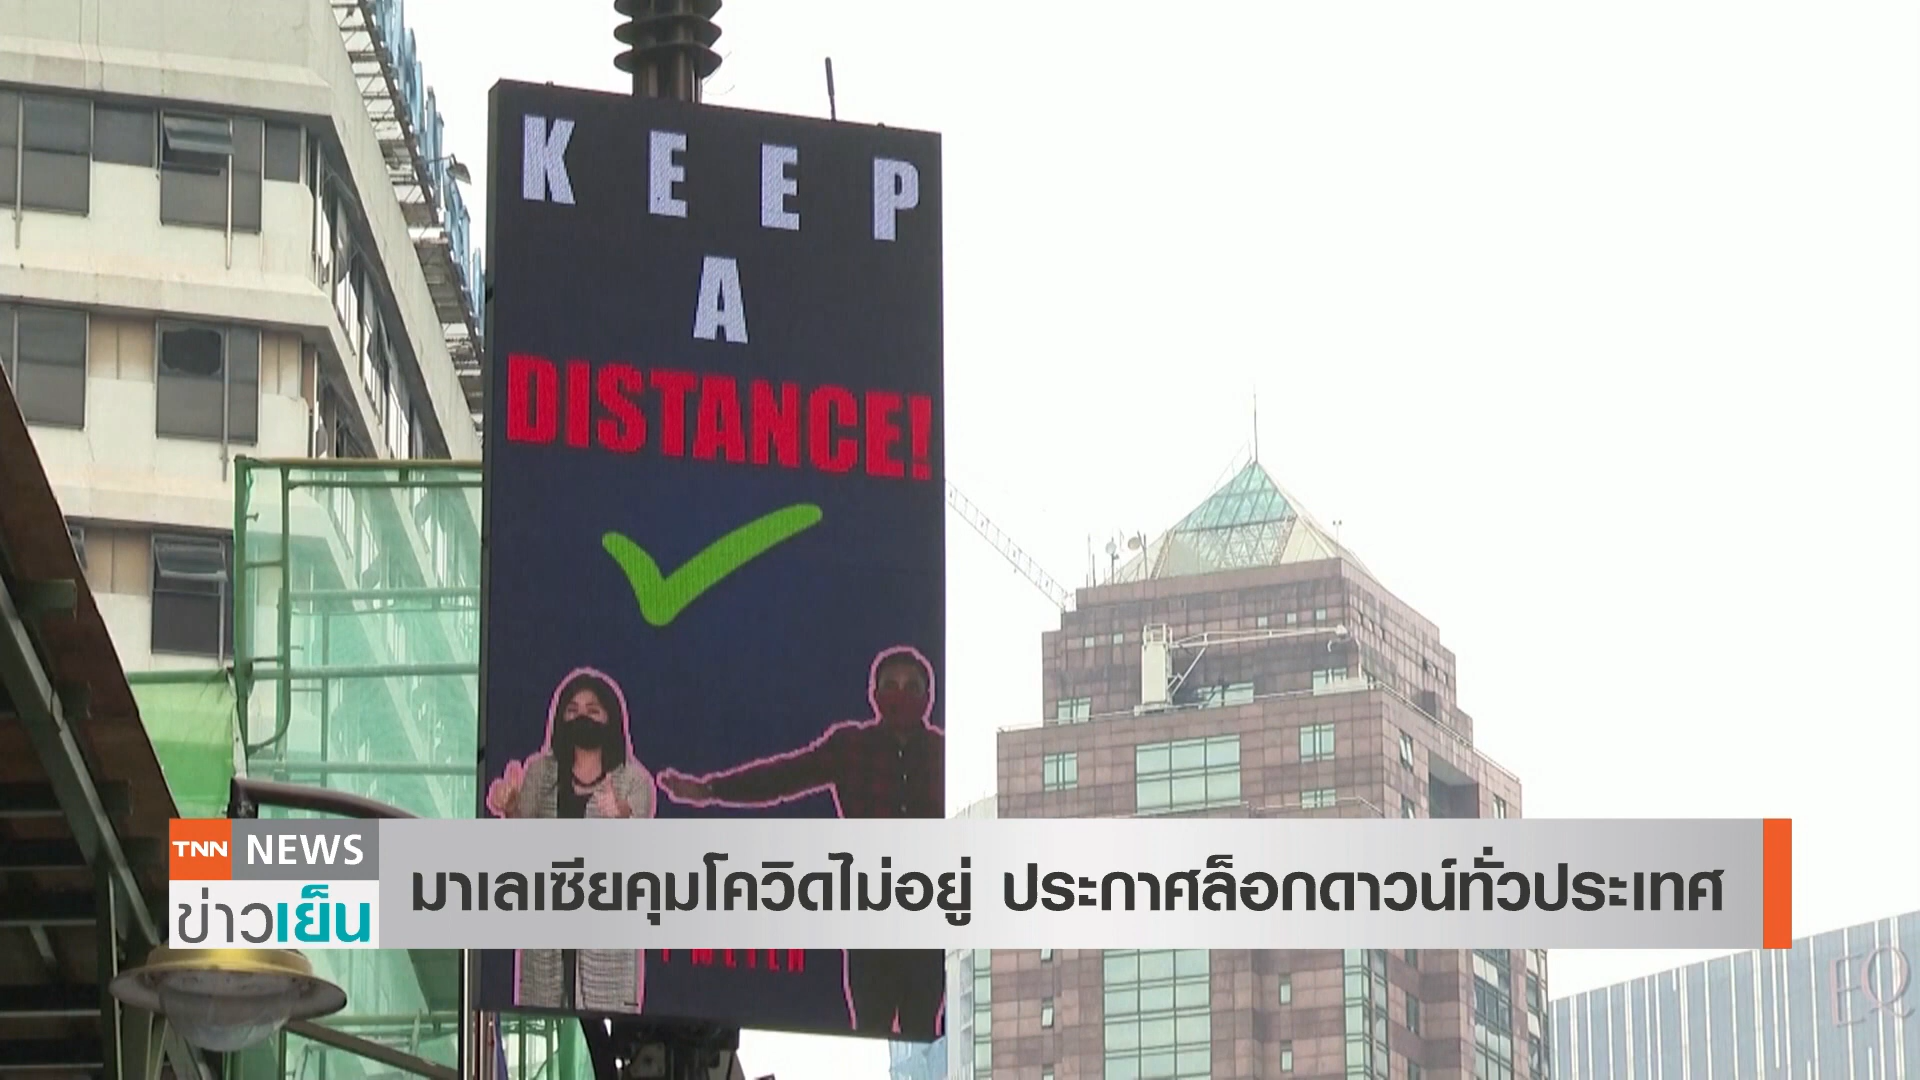 KEEP
A
DISTANCE!
TNN NEWS
ข่าวเย็น
มาเลเซียคุมโควิดไม่อยู่ ประกาศล็อกดาวน์ทั่วประเทศ
EQ